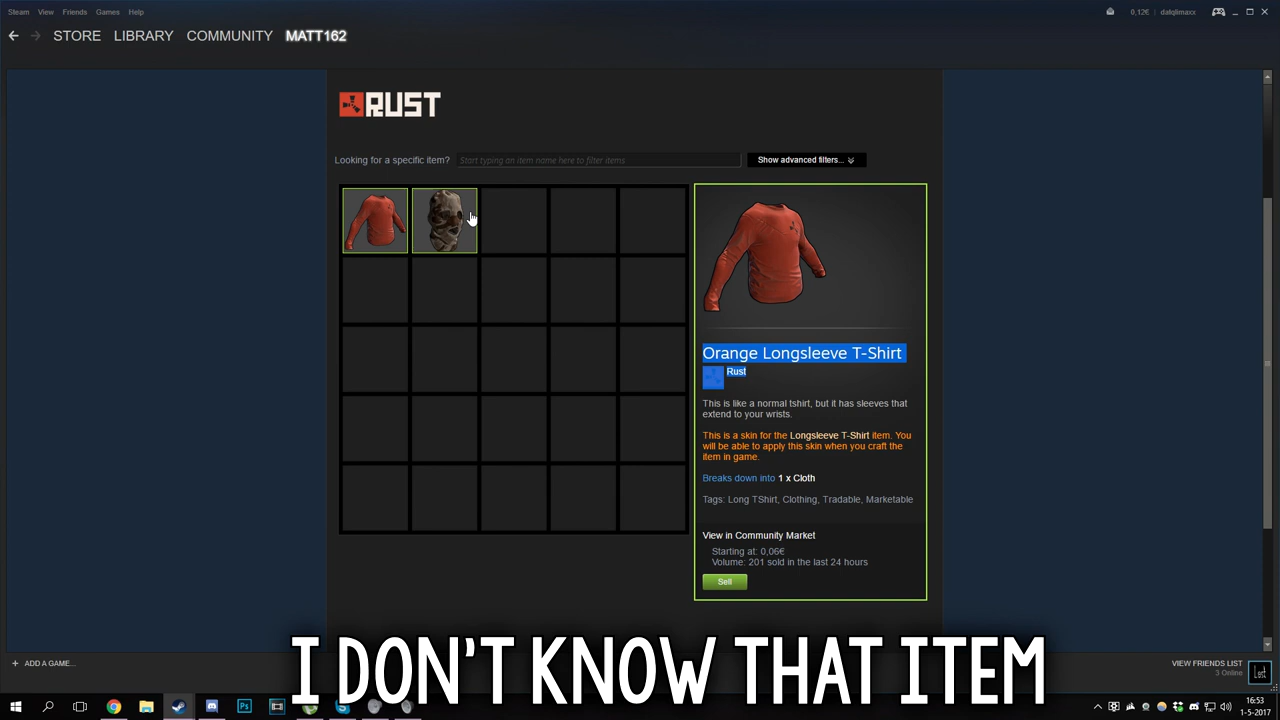 Steam View Friends Games Help 0,12€ datqlimaxx
STORE LIBRARY COMMUNITY MATT162
RUST
Looking for a specific item? Start typing an item name here to filter items Show advanced filters...
Orange Longsleeve T-Shirt
Rust
This is like a normal tshirt, but it has sleeves that
extend to your wrists.
This is a skin for the Longsleeve T-Shirt item. You
will be able to apply this skin when you craft the
item in game.
Breaks down into 1 x Cloth
Tags: Long TShirt, Clothing, Tradable, Marketable
View in Community Market
Starting at: 0,06€
Volume: 201 sold in the last 24 hours
Sell
I DON'T KNOW THAT ITEM
+ ADD A GAME...
VIEW FRIENDS LIST
3 Online
16:53
1-5-2017